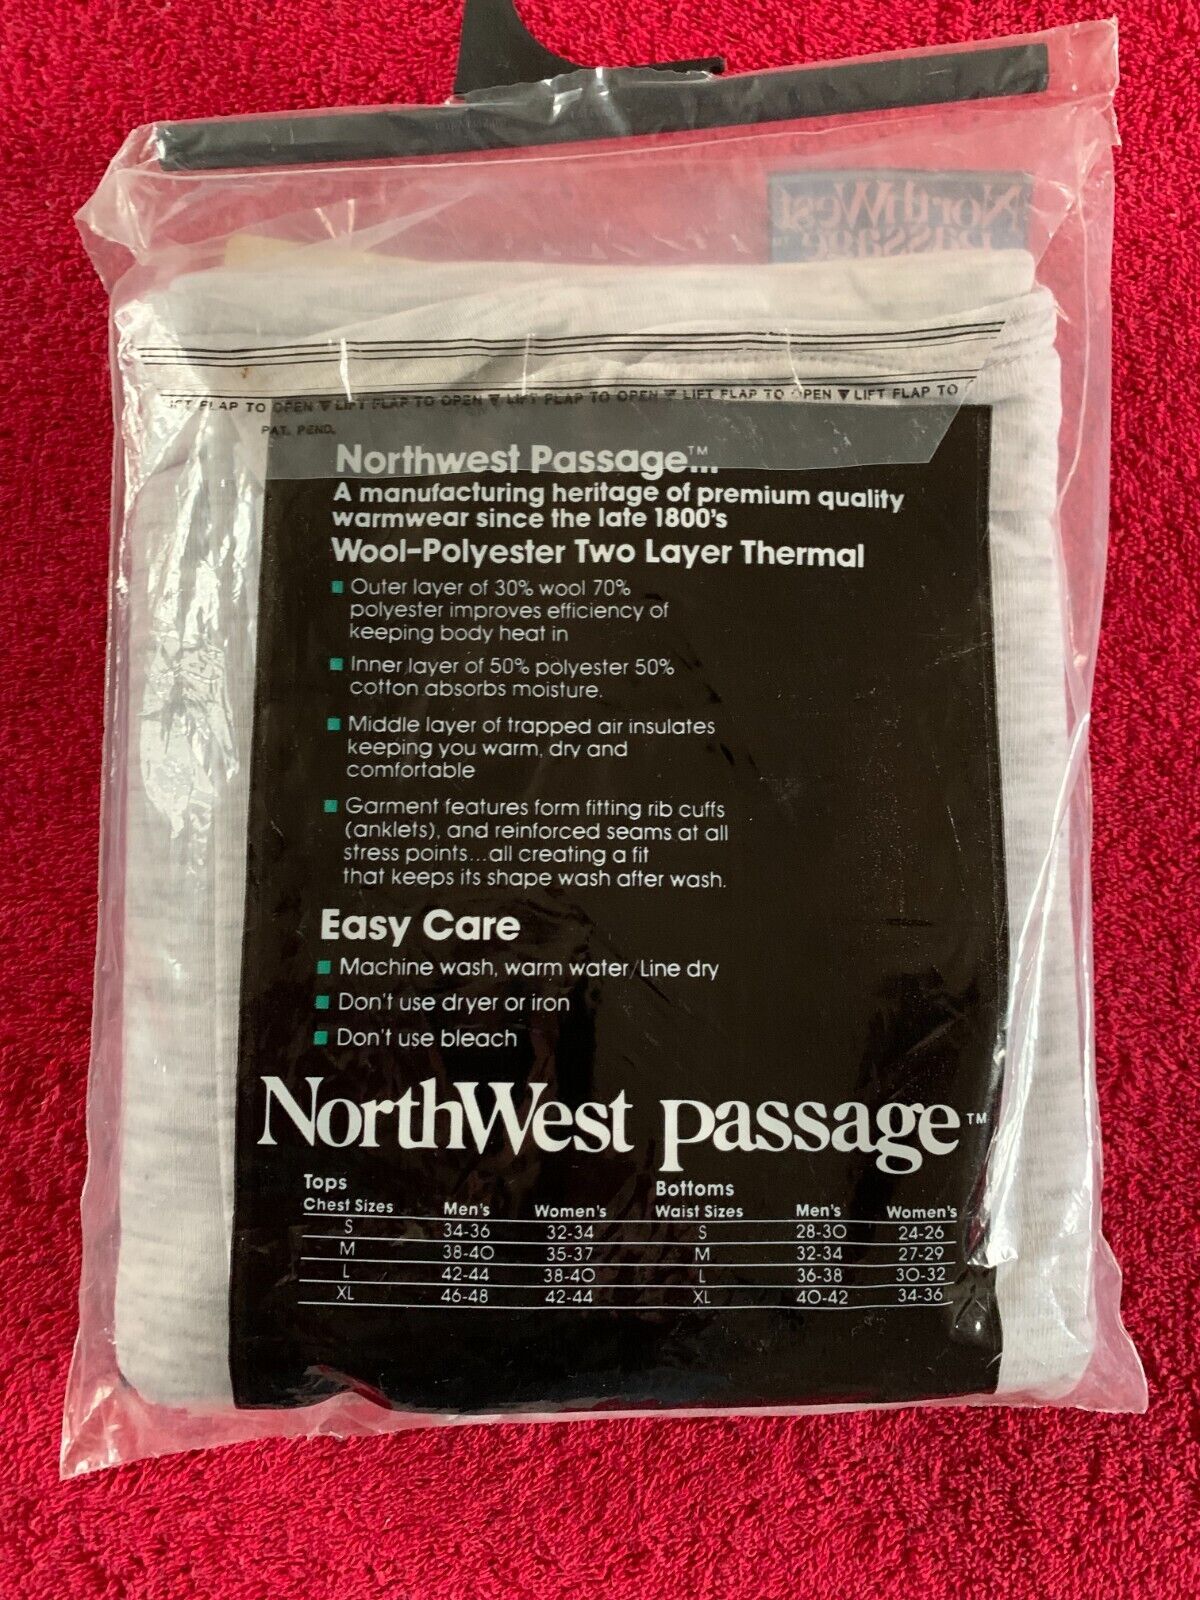 NorthWest
passage
LIFT FLAP TO OPEN ▼ LIFT FLAP TO OPEN ▼ LIFT FLAP TO OPEN ▼ LIFT FLAP TO OPEN ▼ LIFT FLAP TO
PAT. PEND.
Northwest Passage™...
A manufacturing heritage of premium quality
warmwear since the late 1800's
Wool-Polyester Two Layer Thermal
■ Outer layer of 30% wool 70%
polyester improves efficiency of
keeping body heat in
■ Inner layer of 50% polyester 50%
cotton absorbs moisture.
■ Middle layer of trapped air insulates
keeping you warm, dry and
comfortable
■ Garment features form fitting rib cuffs
(anklets), and reinforced seams at all
stress points...all creating a fit
that keeps its shape wash after wash.
Easy Care
■ Machine wash, warm water/Line dry
■ Don't use dryer or iron
■ Don't use bleach
NorthWest passage™
Tops Bottoms
Chest Sizes Men's Women's Waist Sizes Men's Women's
S 34-36 32-34 S 28-30 24-26
M 38-40 35-37 M 32-34 27-29
L 42-44 38-40 L 36-38 30-32
XL 46-48 42-44 XL 40-42 34-36